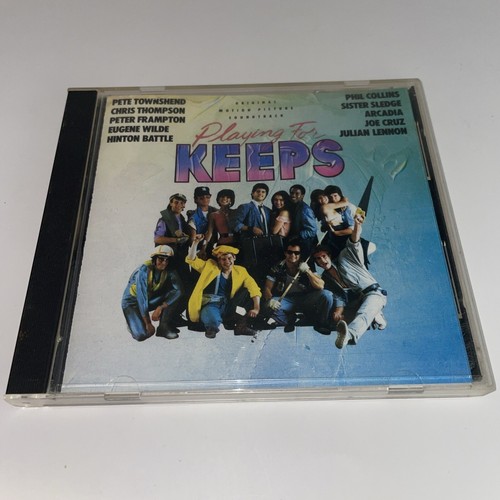 PETE TOWNSHEND
CHRIS THOMPSON
PETER FRAMPTON
EUGENE WILDE
HINTON BATTLE
ORIGINAL
MOTION PICTURE
SOUNDTRACK
PHIL COLLINS
SISTER SLEDGE
ARCADIA
JOE CRUZ
JULIAN LENNON
Playing For
KEEPS